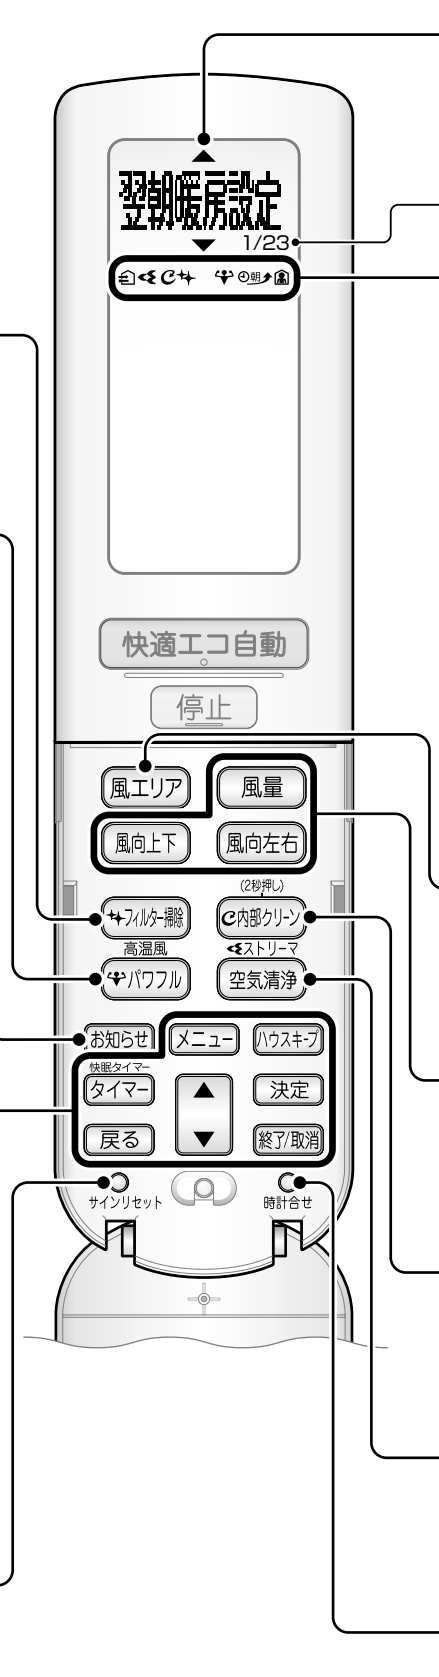 翌朝暖房設定
1/23
朝
快適エコ自動
停止
風エリア
風量
風向上下
風向左右
(2秒押し)
フィルター掃除
内部クリーン
高温風
ストリーマ
パワフル
空気清浄
お知らせ
メニュー
ハウスキープ
快眠タイマー
タイマー
決定
戻る
終了/取消
サインリセット
時計合せ